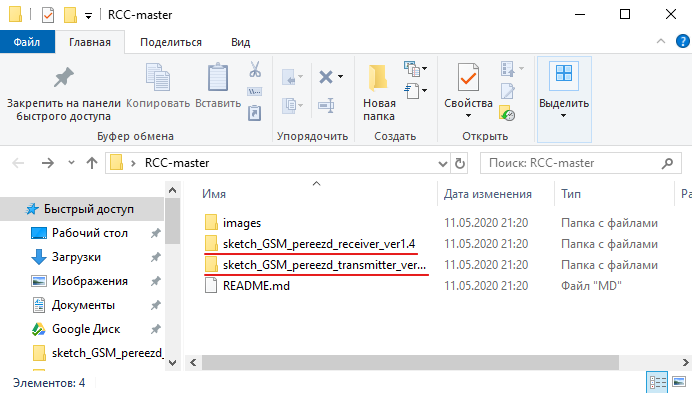 RCC-master
Файл
Главная
Поделиться
Вид
Закрепить на панели
быстрого доступа
Копировать
Вставить
Новая
папка
Свойства
Выделить
Буфер обмена
Упорядочить
Создать
Открыть
RCC-master
Поиск: RCC-master
Имя
Дата изменения
Тип
Ра
Быстрый доступ
Рабочий стол
Загрузки
Изображения
Документы
Google Диск
sketch_GSM_pereezd_
images 11.05.2020 21:20 Папка с файлами
sketch_GSM_pereezd_receiver_ver1.4 11.05.2020 21:20 Папка с файлами
sketch_GSM_pereezd_transmitter_ver... 11.05.2020 21:20 Папка с файлами
README.md 11.05.2020 21:20 Файл "MD"
Элементов: 4